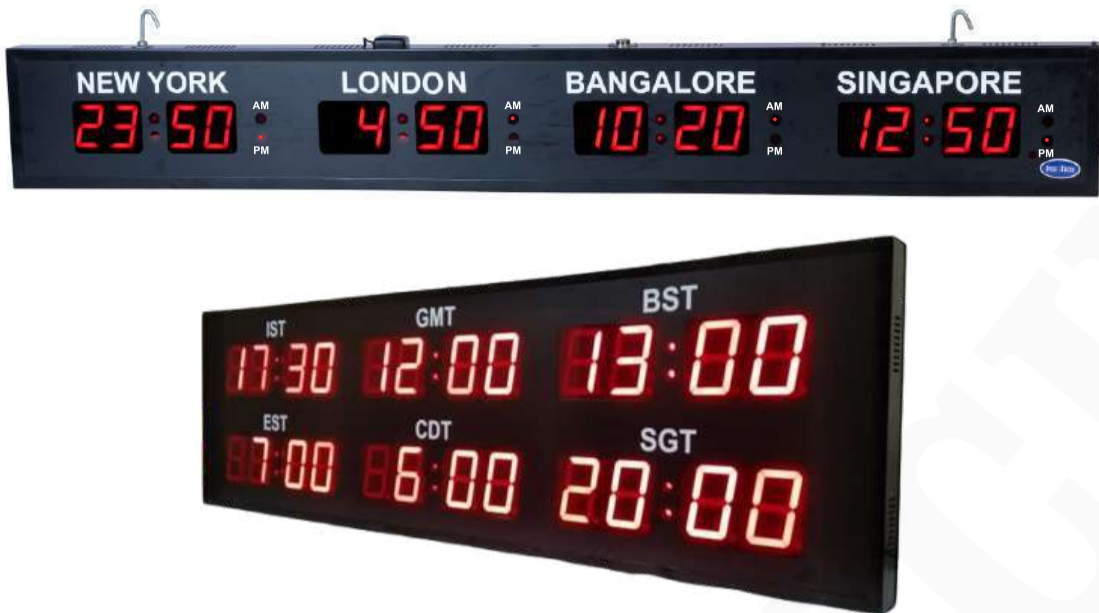 NEW YORK LONDON BANGALORE SINGAPORE
23:50 AM PM 4:50 AM PM 10:20 AM PM 12:50 AM PM
IST GMT BST
17:30 12:00 13:00
EST CDT SGT
7:00 6:00 20:00